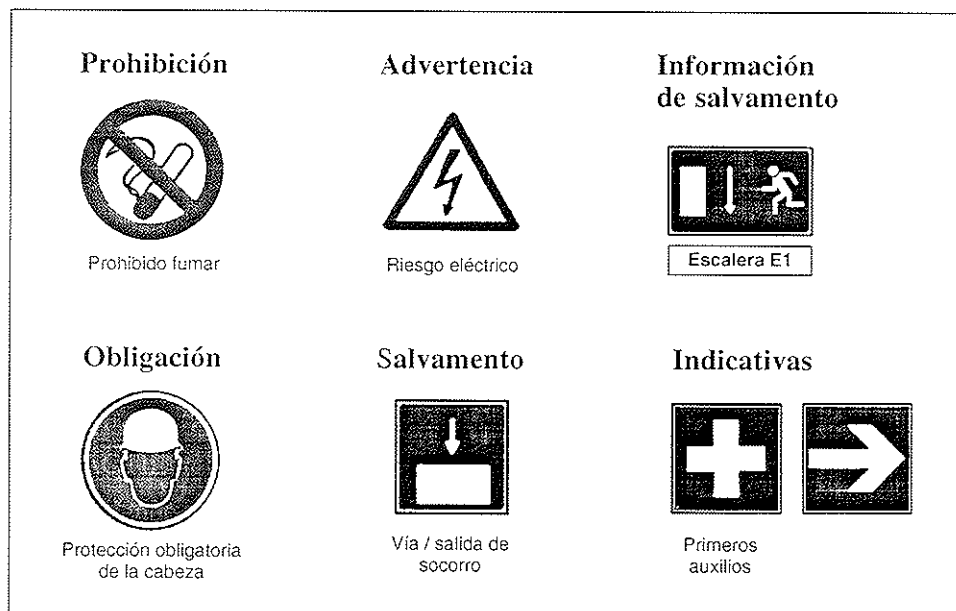 Prohibición
Advertencia
Información
de salvamento
Prohibido fumar
Riesgo eléctrico
Escalera E1
Obligación
Salvamento
Indicativas
Protección obligatoria
de la cabeza
Vía / salida de
socorro
Primeros
auxilios